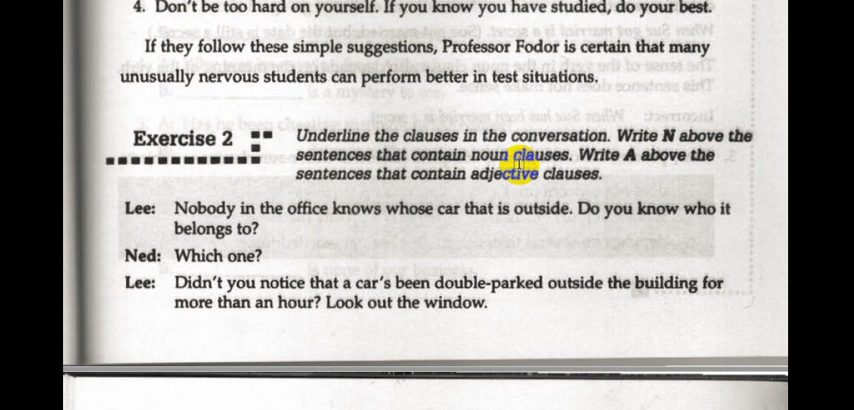 4. Don't be too hard on yourself. If you know you have studied, do your best.
If they follow these simple suggestions, Professor Fodor is certain that many
unusually nervous students can perform better in test situations.
Exercise 2
Underline the clauses in the conversation. Write N above the
sentences that contain noun clauses. Write A above the
sentences that contain adjective clauses.
Lee: Nobody in the office knows whose car that is outside. Do you know who it
belongs to?
Ned: Which one?
Lee: Didn't you notice that a car's been double-parked outside the building for
more than an hour? Look out the window.